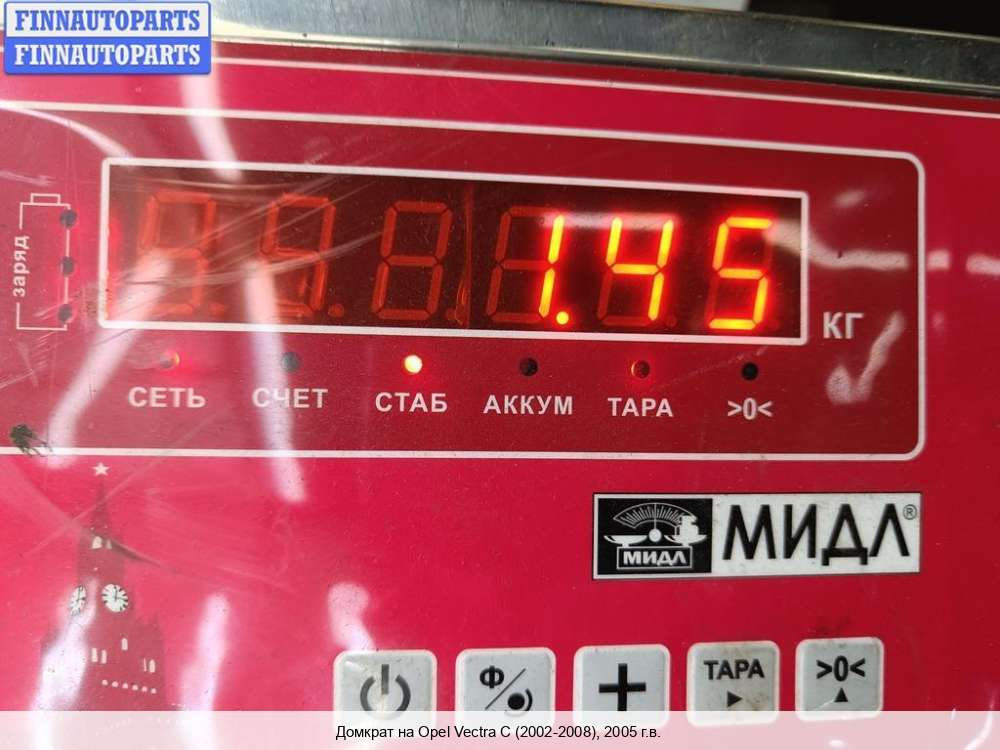 FINNAUTOPARTS
FINNAUTOPARTS
заряд
1.45
КГ
СЕТЬ СЧЕТ СТАБ АККУМ ТАРА >0<
МИДЛ
МИДЛ®
Ф/
+
ТАРА
>0<
Домкрат на Opel Vectra C (2002-2008), 2005 г.в.